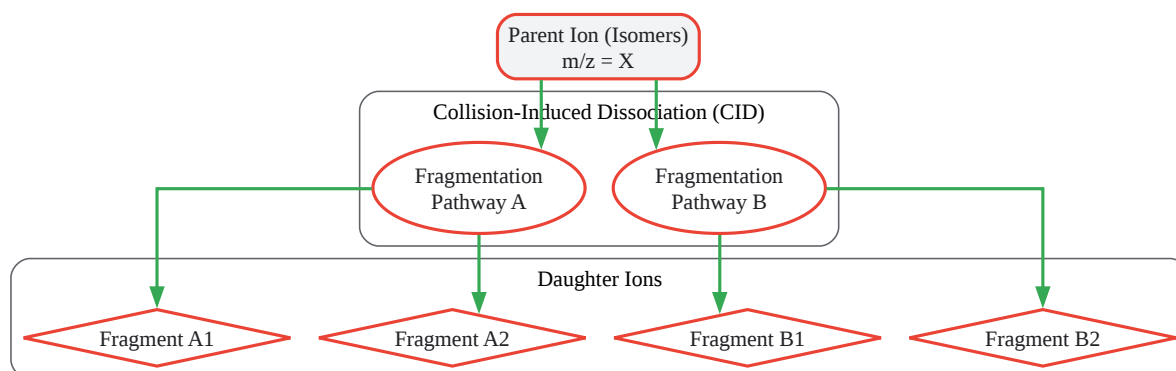 Parent Ion (Isomers)
m/z = X
Collision-Induced Dissociation (CID)
Fragmentation
Pathway A
Fragmentation
Pathway B
Daughter Ions
Fragment A1
Fragment A2
Fragment B1
Fragment B2